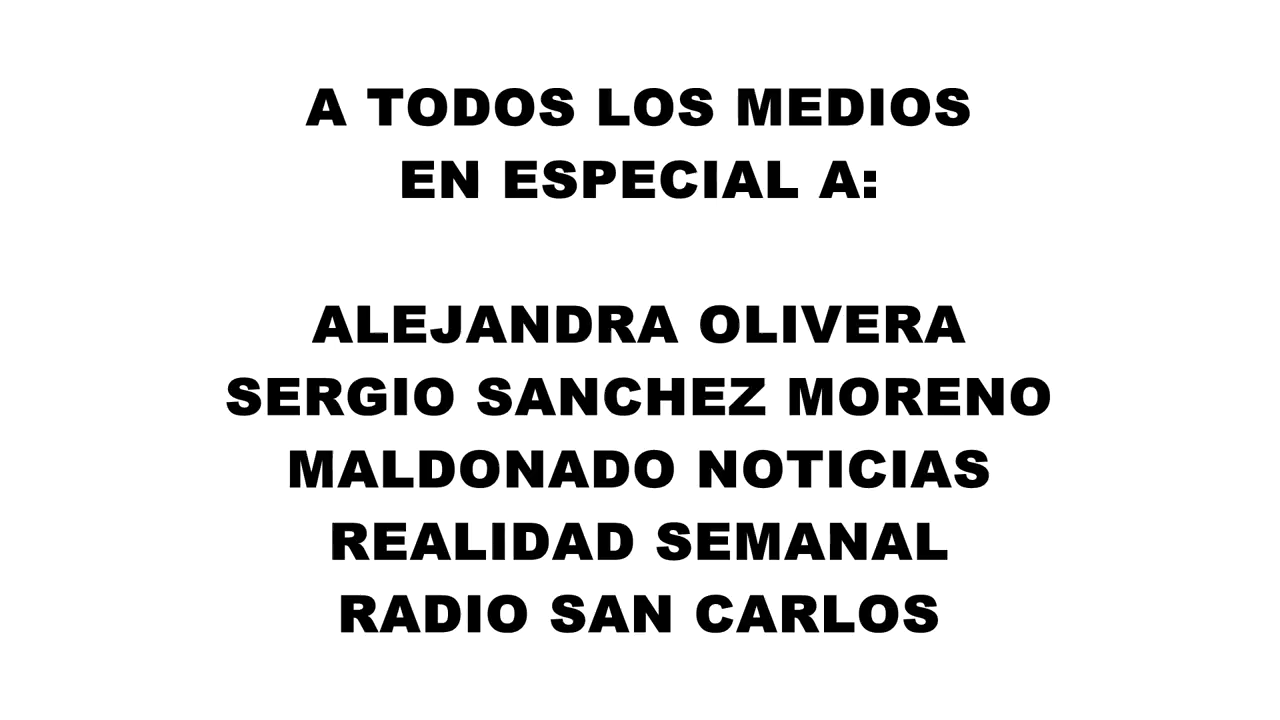 A TODOS LOS MEDIOS
EN ESPECIAL A:
ALEJANDRA OLIVERA
SERGIO SANCHEZ MORENO
MALDONADO NOTICIAS
REALIDAD SEMANAL
RADIO SAN CARLOS